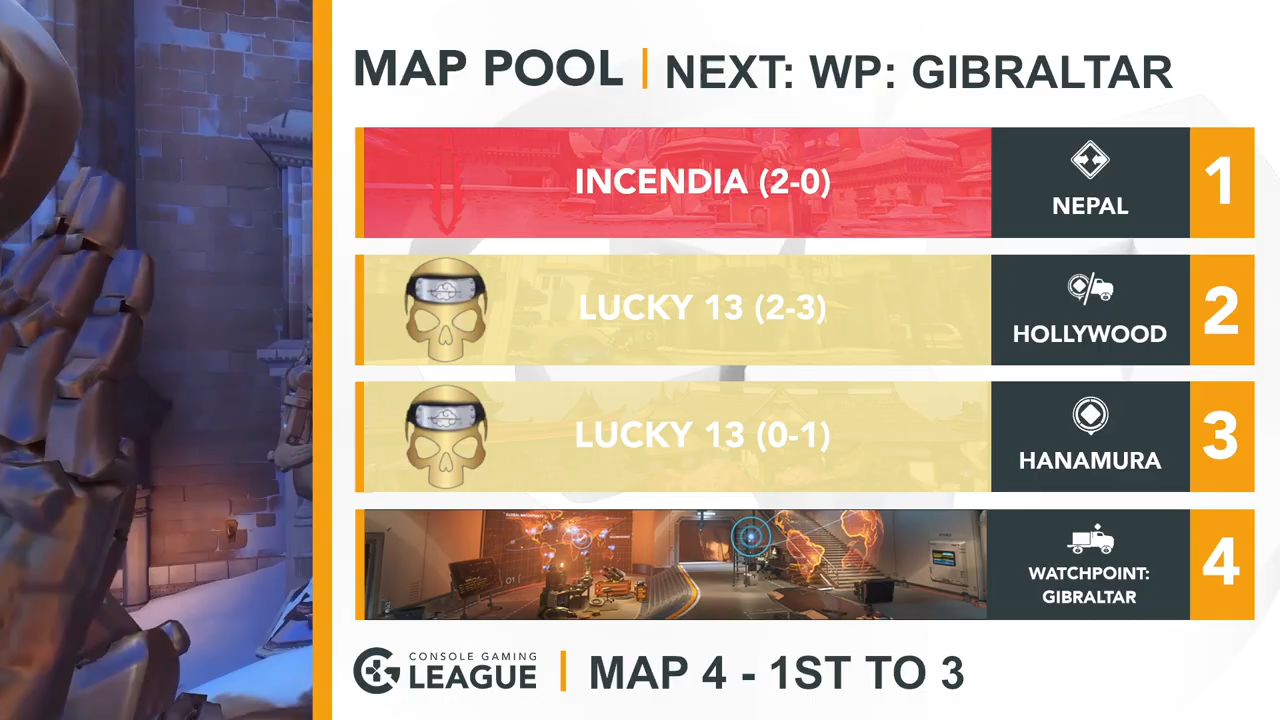 MAP POOL | NEXT: WP: GIBRALTAR
INCENDIA (2-0)
NEPAL
1
LUCKY 13 (2-3)
HOLLYWOOD
2
LUCKY 13 (0-1)
HANAMURA
3
WATCHPOINT:
GIBRALTAR
4
CONSOLE GAMING
LEAGUE
MAP 4 - 1ST TO 3